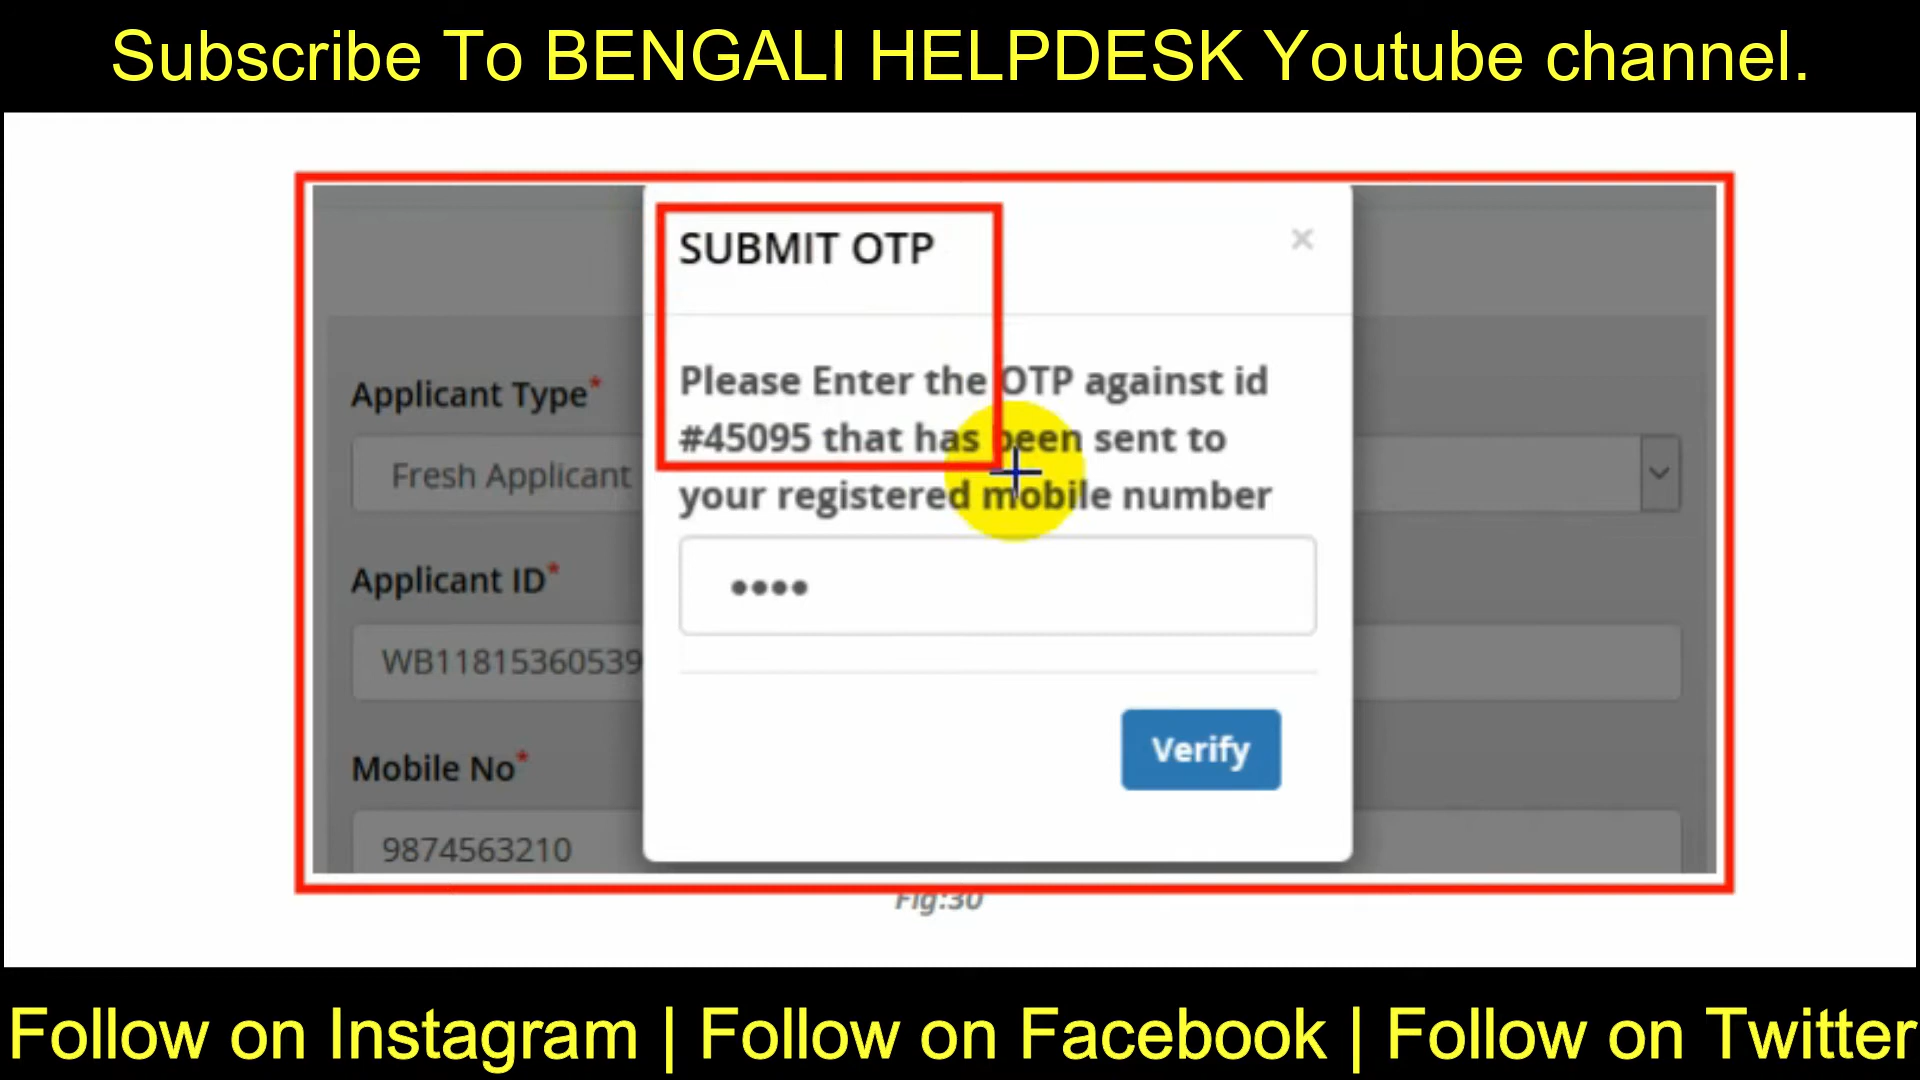 Subscribe To BENGALI HELPDESK Youtube channel.
SUBMIT OTP ×
Please Enter the OTP against id
#45095 that has been sent to
your registered mobile number
••••
Verify
Applicant Type*
Fresh Applicant
Applicant ID*
WB11815360539
Mobile No*
9874563210
Fig:30
Follow on Instagram | Follow on Facebook | Follow on Twitter